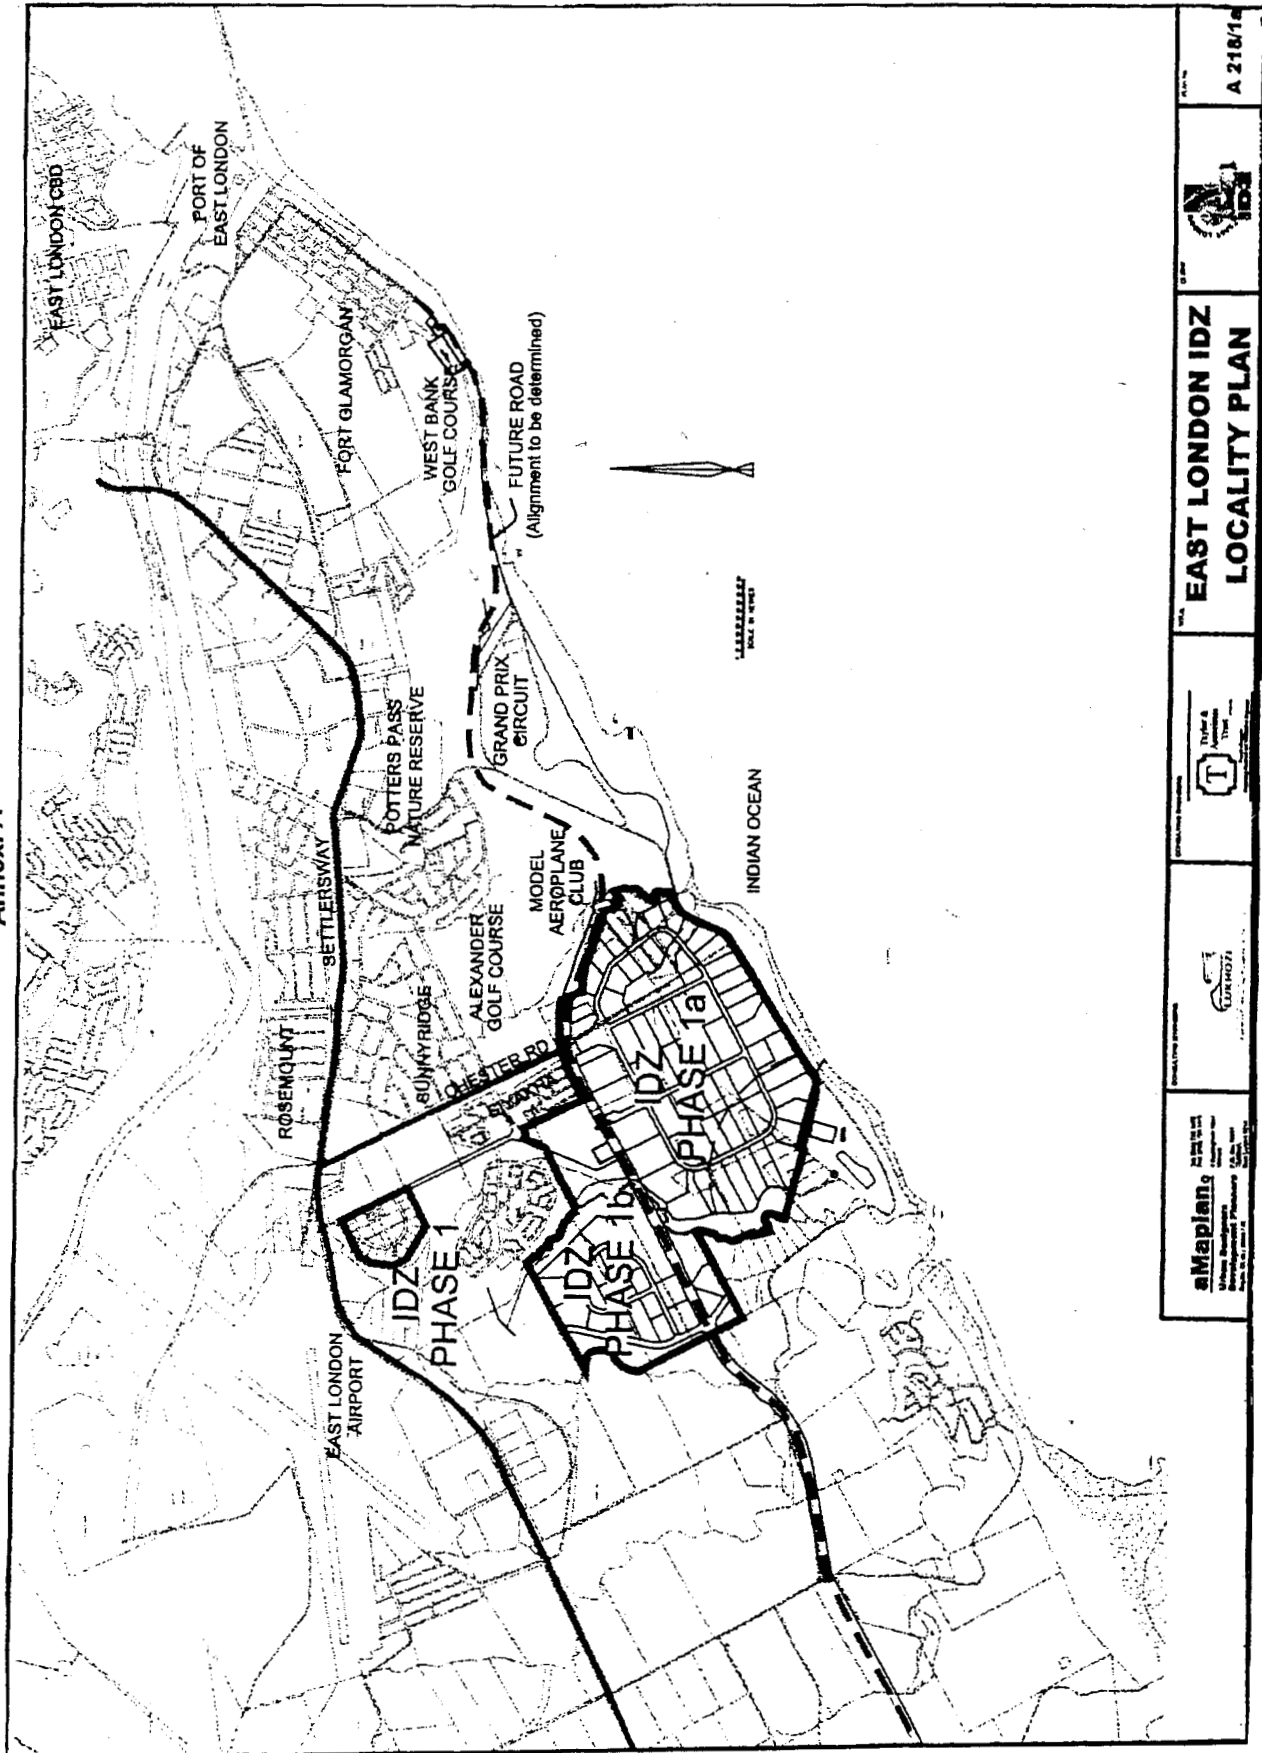 EAST LONDON CBD
PORT OF
EAST LONDON
FORT GLAMORGAN
WEST BANK
GOLF COURSE
FUTURE ROAD
(Alignment to be determined)
GRAND PRIX
CIRCUIT
POTTERS PASS
NATURE RESERVE
SETTLERSWAY
MODEL
AEROPLANE
CLUB
INDIAN OCEAN
ALEXANDER
GOLF COURSE
SUNNYRIDGE
ROSEMOUNT
CHESTER RD
IDZ
PHASE 1a
IDZ
PHASE 1b
IDZ
PHASE 1
EAST LONDON
AIRPORT
aMaplan
LUKHOZI
T
EAST LONDON IDZ
LOCALITY PLAN
IDZ
A 218/1a